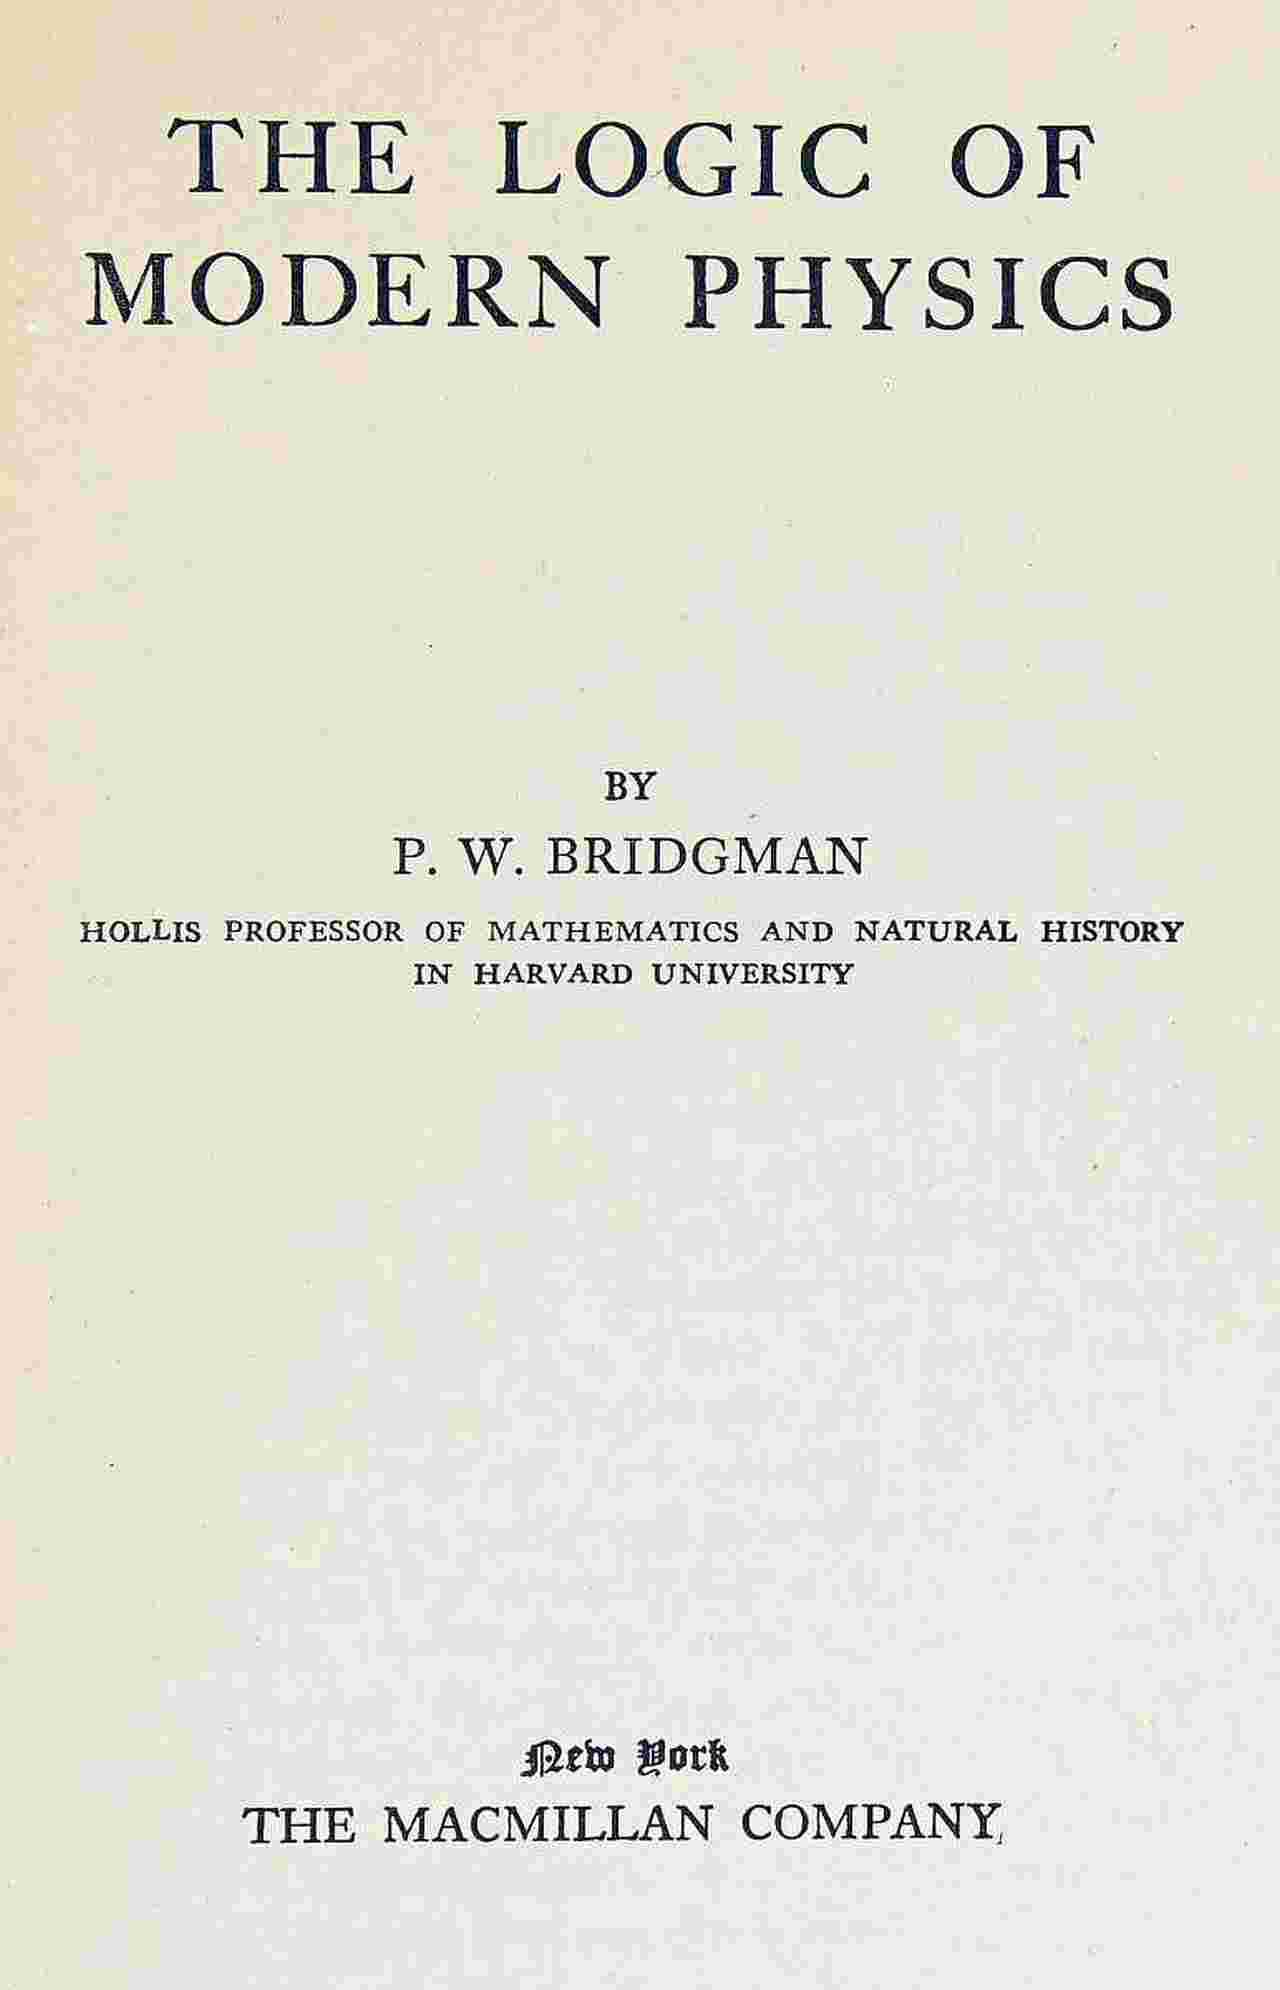 THE LOGIC OF
MODERN PHYSICS
BY
P. W. BRIDGMAN
HOLLIS PROFESSOR OF MATHEMATICS AND NATURAL HISTORY
IN HARVARD UNIVERSITY
New York
THE MACMILLAN COMPANY